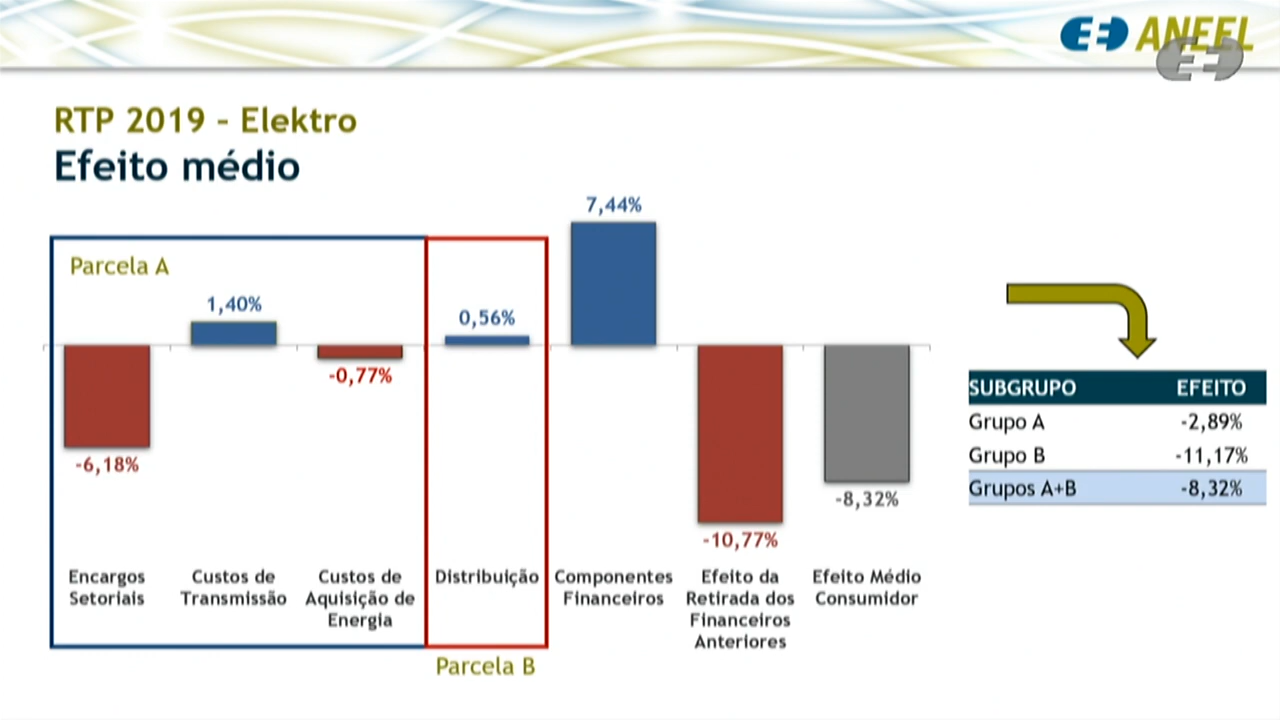 ANEEL
RTP 2019 - Elektro
Efeito médio
Parcela A
-6,18%
1,40%
-0,77%
0,56%
7,44%
-10,77%
-8,32%
Encargos
Setoriais
Custos de
Transmissão
Custos de
Aquisição de
Energia
Distribuição
Componentes
Financeiros
Efeito da
Retirada dos
Financeiros
Anteriores
Efeito Médio
Consumidor
Parcela B
SUBGRUPO EFEITO
Grupo A -2,89%
Grupo B -11,17%
Grupos A+B -8,32%